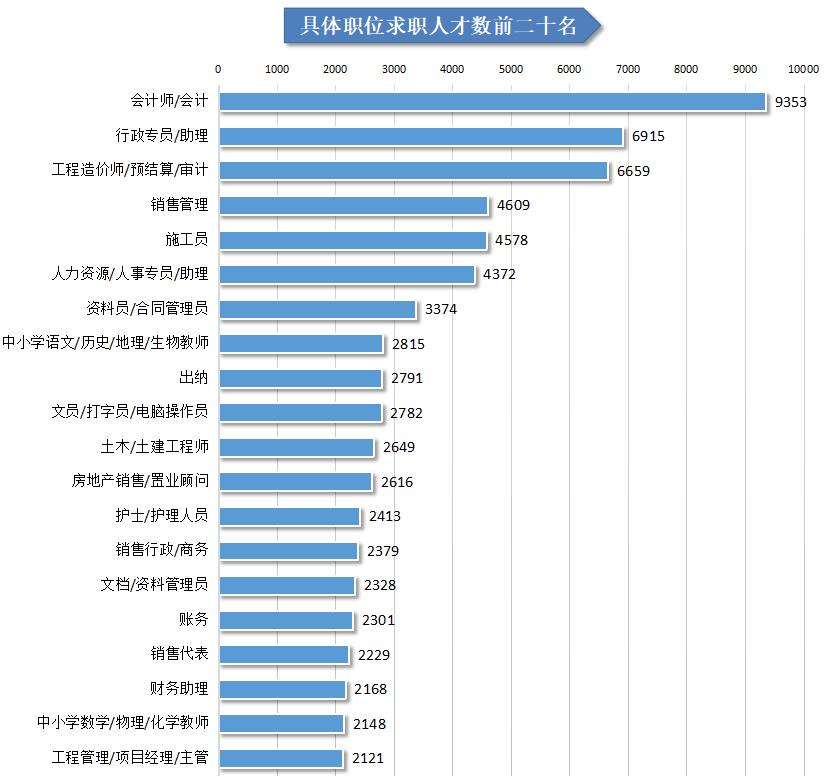 具体职位求职人才数前二十名
0 1000 2000 3000 4000 5000 6000 7000 8000 9000 10000
会计师/会计 9353
行政专员/助理 6915
工程造价师/预结算/审计 6659
销售管理 4609
施工员 4578
人力资源/人事专员/助理 4372
资料员/合同管理员 3374
中小学语文/历史/地理/生物教师 2815
出纳 2791
文员/打字员/电脑操作员 2782
土木/土建工程师 2649
房地产销售/置业顾问 2616
护士/护理人员 2413
销售行政/商务 2379
文档/资料管理员 2328
账务 2301
销售代表 2229
财务助理 2168
中小学数学/物理/化学教师 2148
工程管理/项目经理/主管 2121